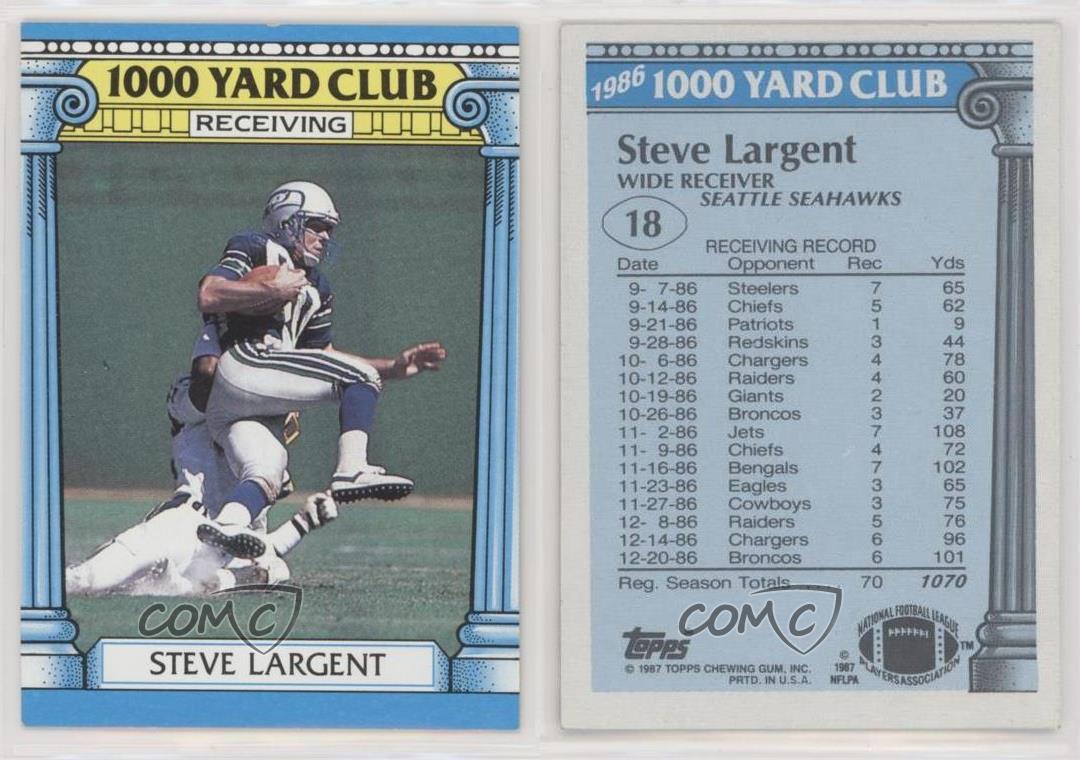 1000 YARD CLUB
RECEIVING
COMC
STEVE LARGENT
1986 1000 YARD CLUB
Steve Largent
WIDE RECEIVER
SEATTLE SEAHAWKS
18
RECEIVING RECORD
Date Opponent Rec Yds
9- 7-86 Steelers 7 65
9-14-86 Chiefs 5 62
9-21-86 Patriots 1 9
9-28-86 Redskins 3 44
10- 6-86 Chargers 4 78
10-12-86 Raiders 4 60
10-19-86 Giants 2 20
10-26-86 Broncos 3 37
11- 2-86 Jets 7 108
11- 9-86 Chiefs 4 72
11-16-86 Bengals 7 102
11-23-86 Eagles 3 65
11-27-86 Cowboys 3 75
12- 8-86 Raiders 5 76
12-14-86 Chargers 6 96
12-20-86 Broncos 6 101
Reg. Season Totals 70 1070
COMC
topps
© 1987 TOPPS CHEWING GUM, INC.
PRTD. IN U.S.A.
©
1987
NFLPA
NATIONAL FOOTBALL LEAGUE
PLAYERS ASSOCIATION
TM